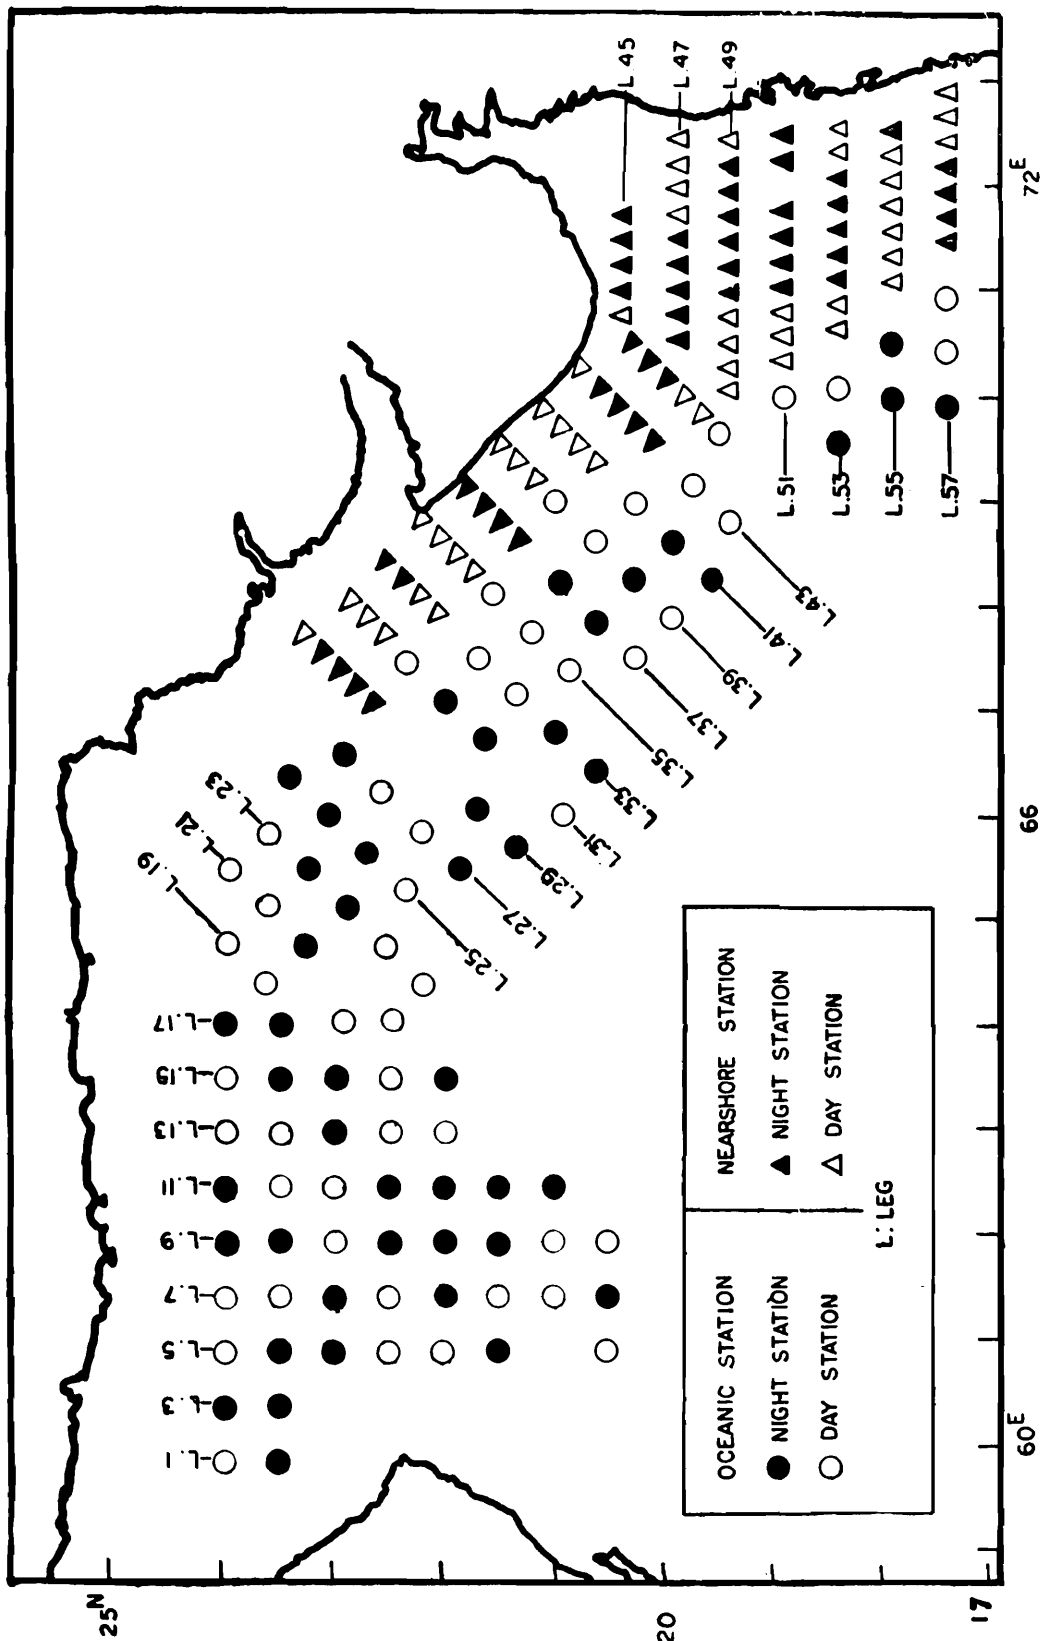 L.45
L.47
L.49
72E
L.51
L.53
L.55
L.57
L.43
L.41
L.39
L.37
L.35
L.33
L.31
L.29
L.27
L.25
L.23
L.21
L.19
L.17
L.15
L.13
L.11
L.9
L.7
L.5
L.3
L.1
66
60E
25N
20
17
OCEANIC STATION
NIGHT STATION
DAY STATION
NEARSHORE STATION
NIGHT STATION
DAY STATION
L: LEG